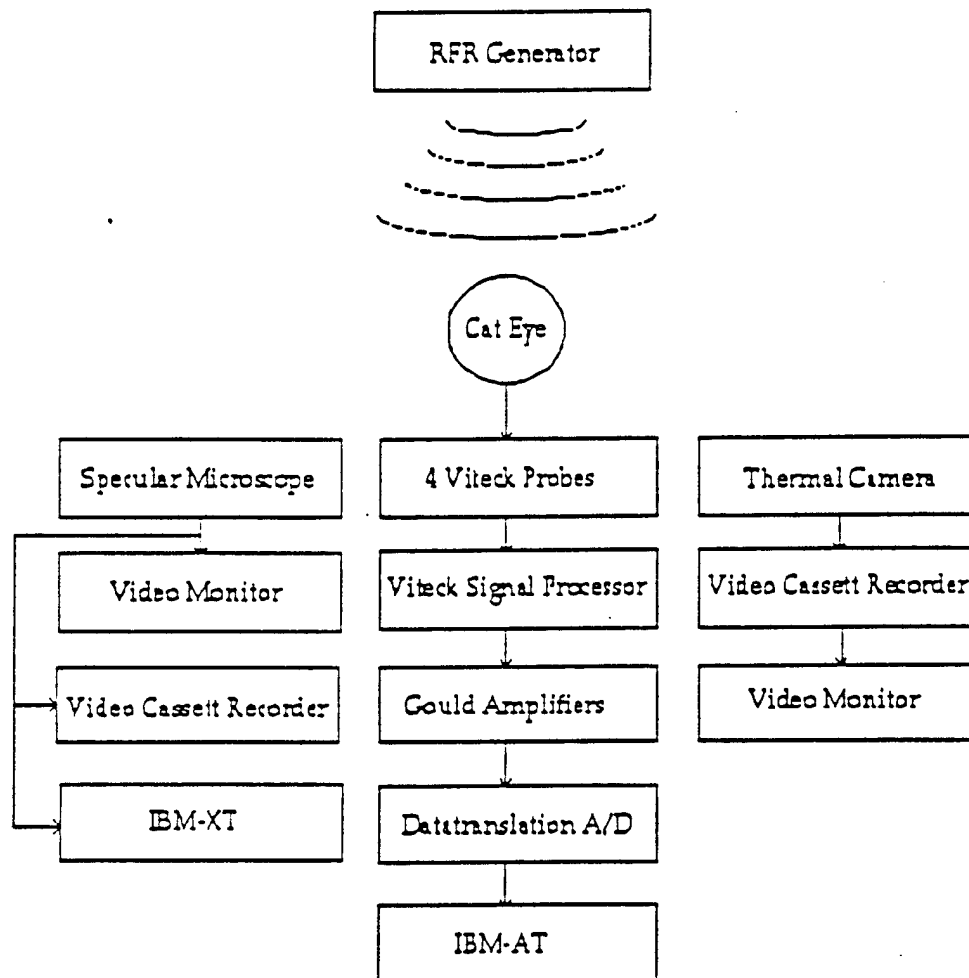 RFR Generator
Cat Eye
Specular Microscope
4 Viteck Probes
Thermal Camera
Video Monitor
Viteck Signal Processor
Video Cassett Recorder
Video Cassett Recorder
Gould Amplifiers
Video Monitor
IBM-XT
Datatranslation A/D
IBM-AT